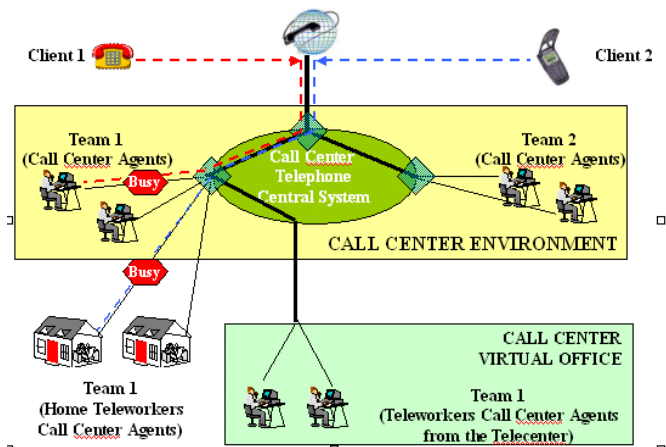 Client 1
Client 2
Team 1
(Call Center Agents)
Busy
Call Center
Telephone
Central System
Team 2
(Call Center Agents)
CALL CENTER ENVIRONMENT
Busy
Team 1
(Home Teleworkers
Call Center Agents)
CALL CENTER
VIRTUAL OFFICE
Team 1
(Teleworkers Call Center Agents
from the Telecenter)